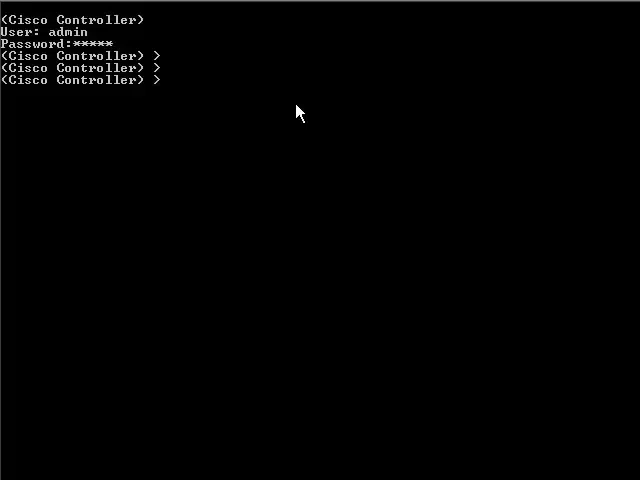 (Cisco Controller)
User: admin
Password:*****
(Cisco Controller) >
(Cisco Controller) >
(Cisco Controller) >